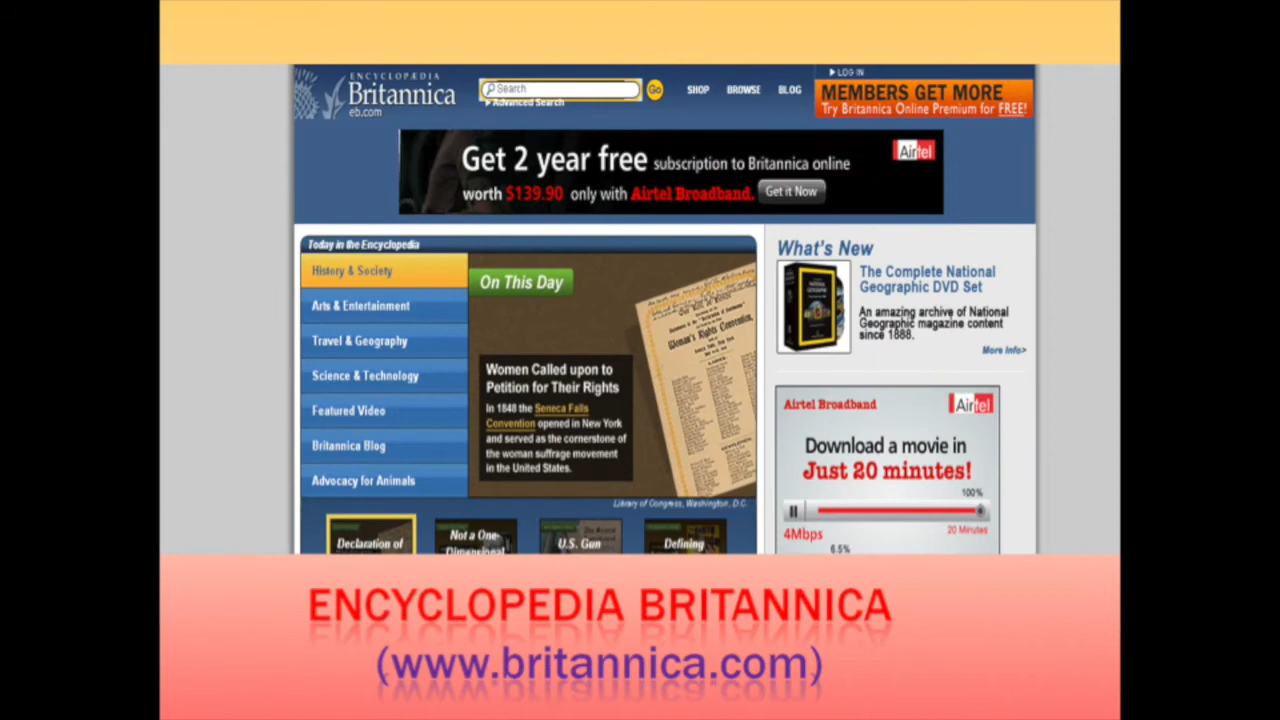 ENCYCLOPÆDIA
Britannica
eb.com
Search
Go
Advanced Search
SHOP BROWSE BLOG
LOG IN
MEMBERS GET MORE
Try Britannica Online Premium for FREE!
Get 2 year free subscription to Britannica online
worth $139.90 only with Airtel Broadband. Get it Now
Airtel
Today in the Encyclopedia
History & Society
Arts & Entertainment
Travel & Geography
Science & Technology
Featured Video
Britannica Blog
Advocacy for Animals
On This Day
Woman's Rights Convention,
Women Called upon to
Petition for Their Rights
In 1848 the Seneca Falls
Convention opened in New York
and served as the cornerstone of
the woman suffrage movement
in the United States.
Library of Congress, Washington, D.C.
Declaration of
Not a One-
Dimensional
U.S. Gun
Defining
What's New
The Complete National
Geographic DVD Set
An amazing archive of National
Geographic magazine content
since 1888.
More Info>
Airtel Broadband
Airtel
Download a movie in
Just 20 minutes!
100%
4Mbps
20 Minutes
6.5%
ENCYCLOPEDIA BRITANNICA
(www.britannica.com)